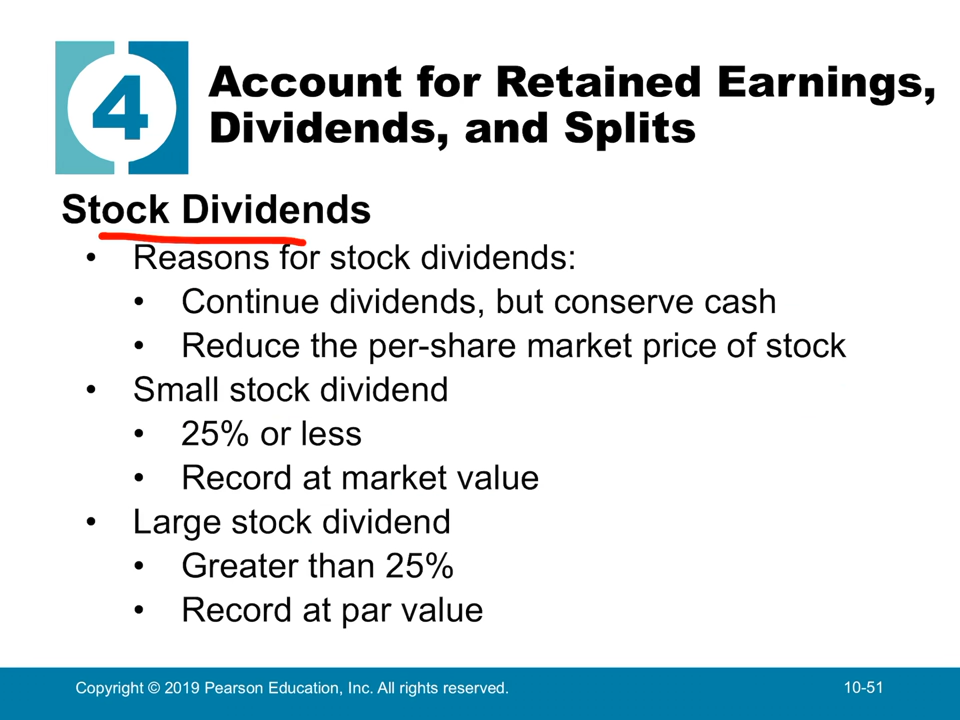 4
Account for Retained Earnings,
Dividends, and Splits
Stock Dividends
• Reasons for stock dividends:
• Continue dividends, but conserve cash
• Reduce the per-share market price of stock
• Small stock dividend
• 25% or less
• Record at market value
• Large stock dividend
• Greater than 25%
• Record at par value
Copyright © 2019 Pearson Education, Inc. All rights reserved.
10-51